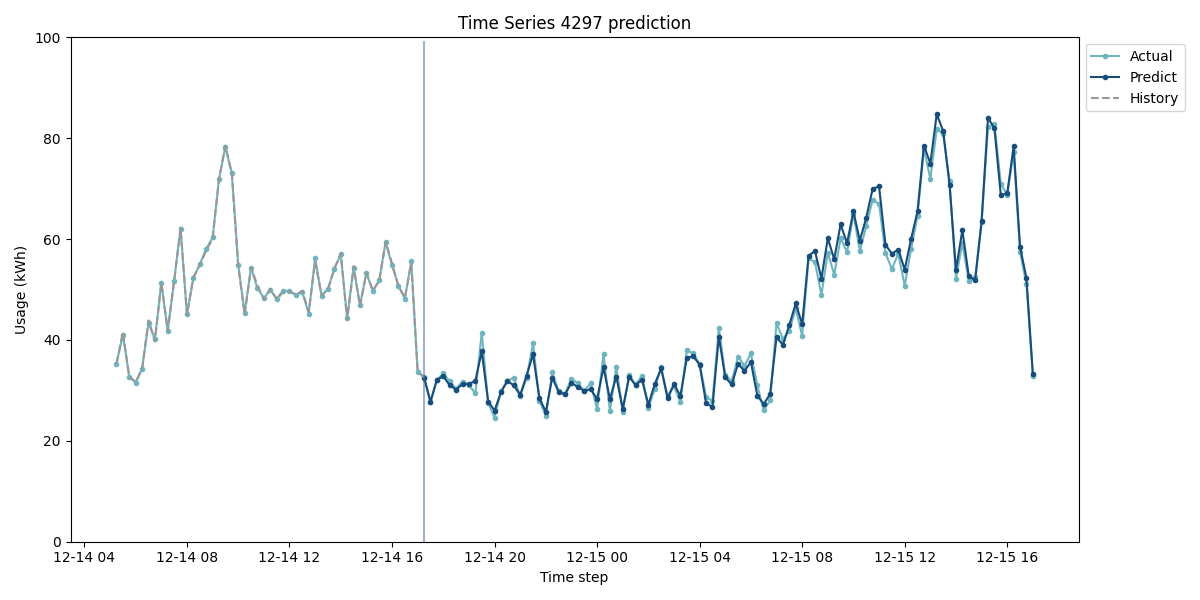 Time Series 4297 prediction
100
80
60
40
20
0
Usage (kWh)
12-14 04
12-14 08
12-14 12
12-14 16
12-14 20
12-15 00
12-15 04
12-15 08
12-15 12
12-15 16
Time step
Actual
Predict
History